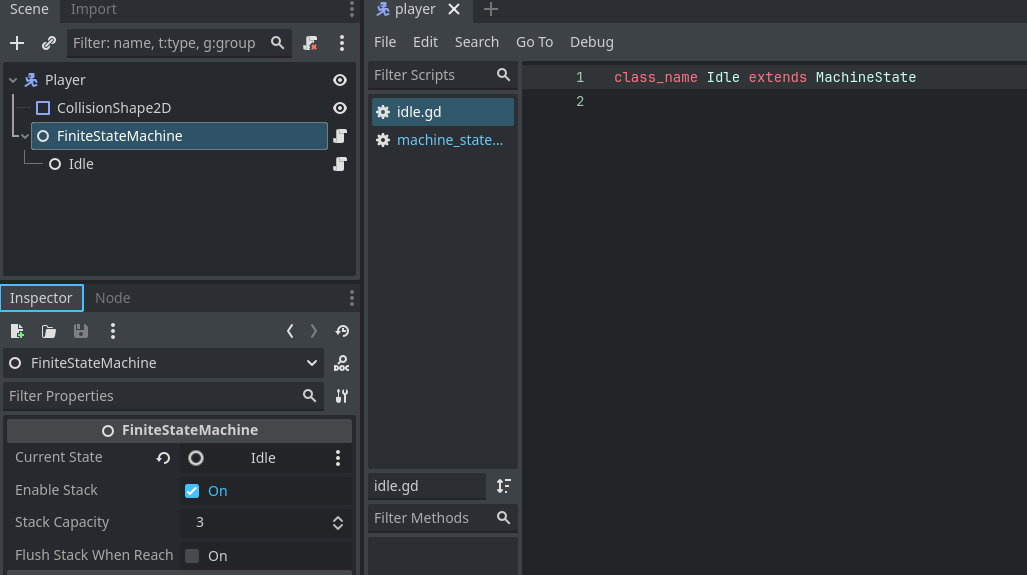 Scene Import
Filter: name, t:type, g:group
Player
CollisionShape2D
FiniteStateMachine
Idle
Inspector Node
FiniteStateMachine
Filter Properties
FiniteStateMachine
Current State Idle
Enable Stack On
Stack Capacity 3
Flush Stack When Reach On
player
File Edit Search Go To Debug
Filter Scripts
idle.gd
machine_state...
idle.gd
Filter Methods
1 class_name Idle extends MachineState
2